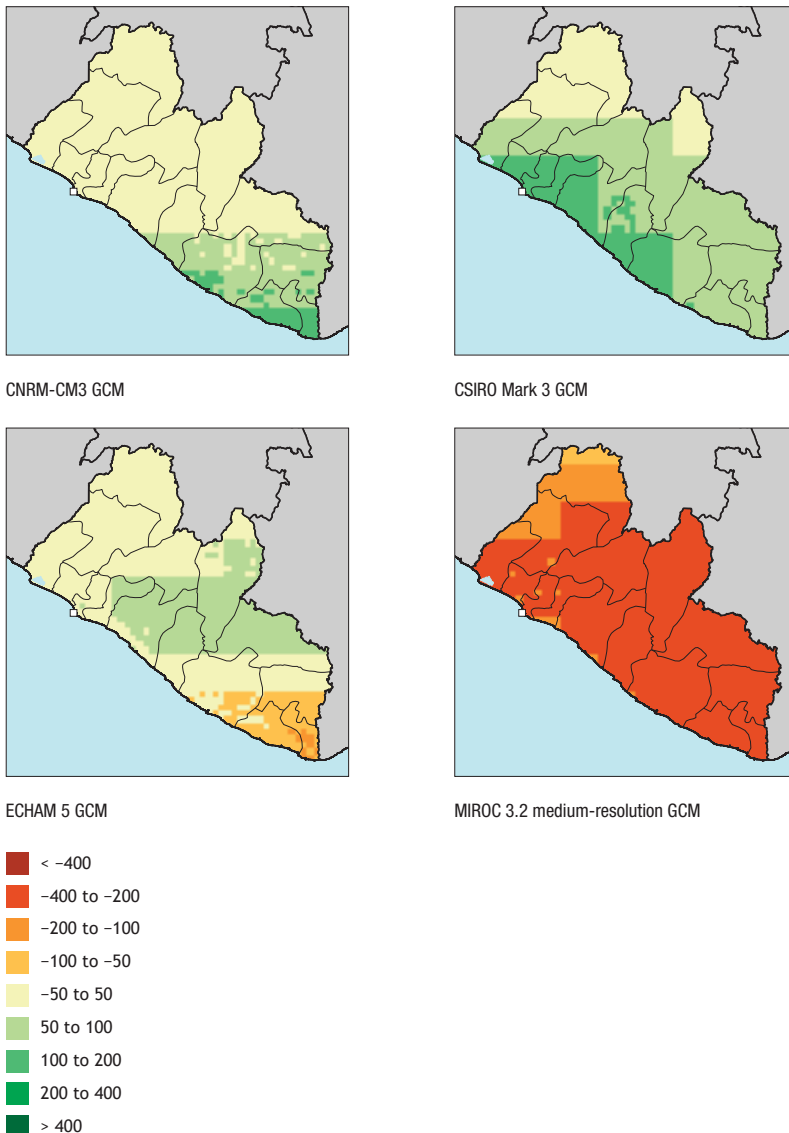 CNRM-CM3 GCM
CSIRO Mark 3 GCM
ECHAM 5 GCM
MIROC 3.2 medium-resolution GCM
< −400
−400 to −200
−200 to −100
−100 to −50
−50 to 50
50 to 100
100 to 200
200 to 400
> 400